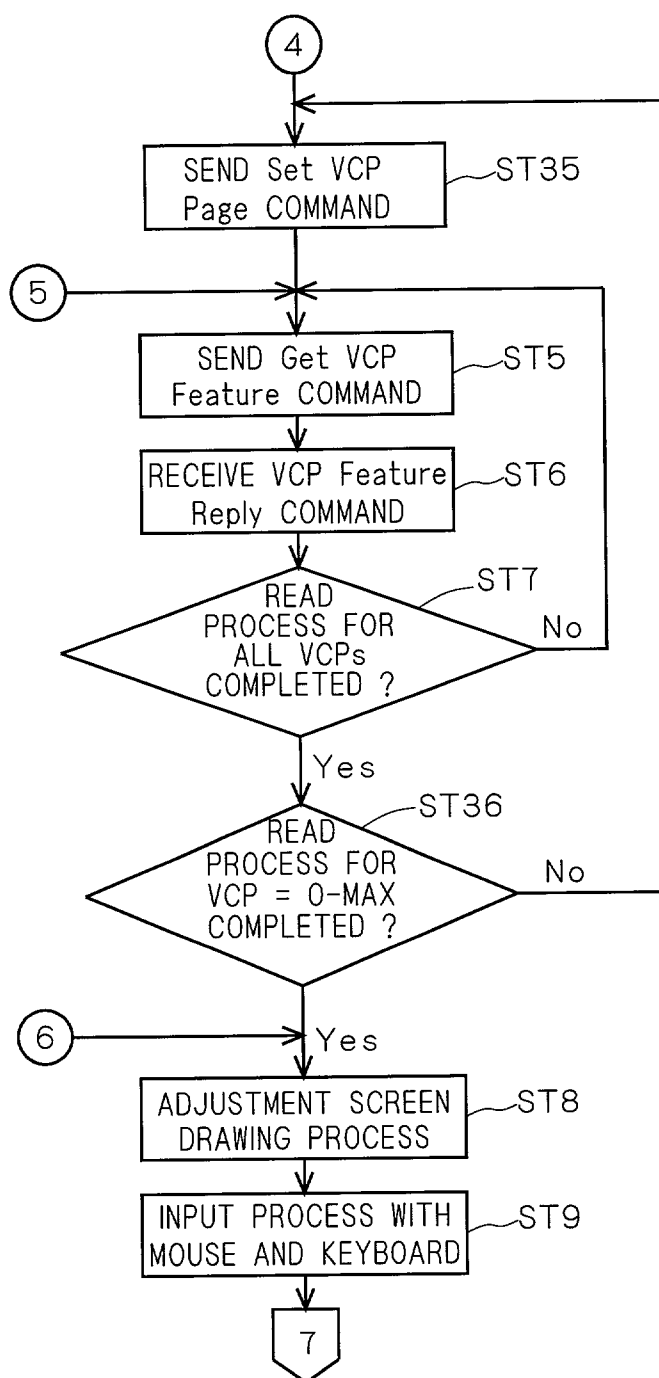 4
SEND Set VCP
Page COMMAND
ST35
5
SEND Get VCP
Feature COMMAND
ST5
RECEIVE VCP Feature
Reply COMMAND
ST6
ST7
READ
PROCESS FOR
ALL VCPs
COMPLETED ?
No
Yes
ST36
READ
PROCESS FOR
VCP = 0-MAX
COMPLETED ?
No
6
Yes
ADJUSTMENT SCREEN
DRAWING PROCESS
ST8
INPUT PROCESS WITH
MOUSE AND KEYBOARD
ST9
7